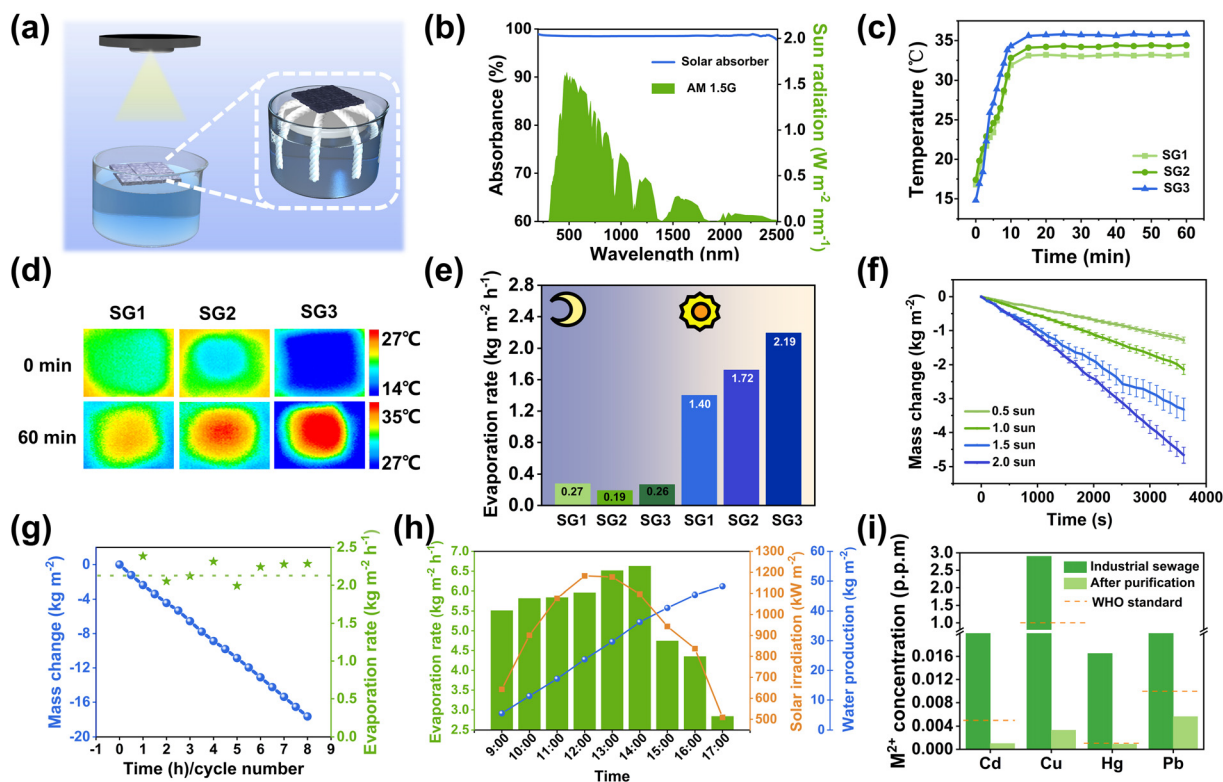 (a)
(b)
Absorbance (%)
100
90
80
70
60
Solar absorber
AM 1.5G
500
1000
1500
2000
2500
Wavelength (nm)
2.0
1.5
1.0
0.5
0.0
Sun radiation (W m⁻² nm⁻¹)
(c)
Temperature (℃)
35
30
25
20
15
SG1
SG2
SG3
0
10
20
30
40
50
60
Time (min)
(d)
SG1 SG2 SG3
0 min
27℃
14℃
60 min
35℃
27℃
(e)
Evaporation rate (kg m⁻² h⁻¹)
2.8
2.4
2.0
1.6
1.2
0.8
0.4
0.0
0.27
0.19
0.26
1.40
1.72
2.19
SG1 SG2 SG3 SG1 SG2 SG3
(f)
Mass change (kg m⁻²)
0
-1
-2
-3
-4
-5
0.5 sun
1.0 sun
1.5 sun
2.0 sun
0
1000
2000
3000
4000
Time (s)
(g)
Mass change (kg m⁻²)
0
-4
-8
-12
-16
-20
-1 0 1 2 3 4 5 6 7 8 9
Time (h)/cycle number
2.5
2.0
1.5
1.0
0.5
0.0
Evaporation rate (kg m⁻² h⁻¹)
(h)
Evaporation rate (kg m⁻² h⁻¹)
7.0
6.5
6.0
5.5
5.0
4.5
4.0
3.5
3.0
2.5
9:00
10:00
11:00
12:00
13:00
14:00
15:00
16:00
17:00
Time
1300
1200
1100
1000
900
800
700
600
500
Solar irradiation (kW m⁻²)
60
50
40
30
20
10
0
Water production (kg m⁻²)
(i)
M²⁺ concentration (p.p.m)
3.0
2.5
2.0
1.5
1.0
0.016
0.012
0.008
0.004
0.000
Industrial sewage
After purification
WHO standard
Cd Cu Hg Pb